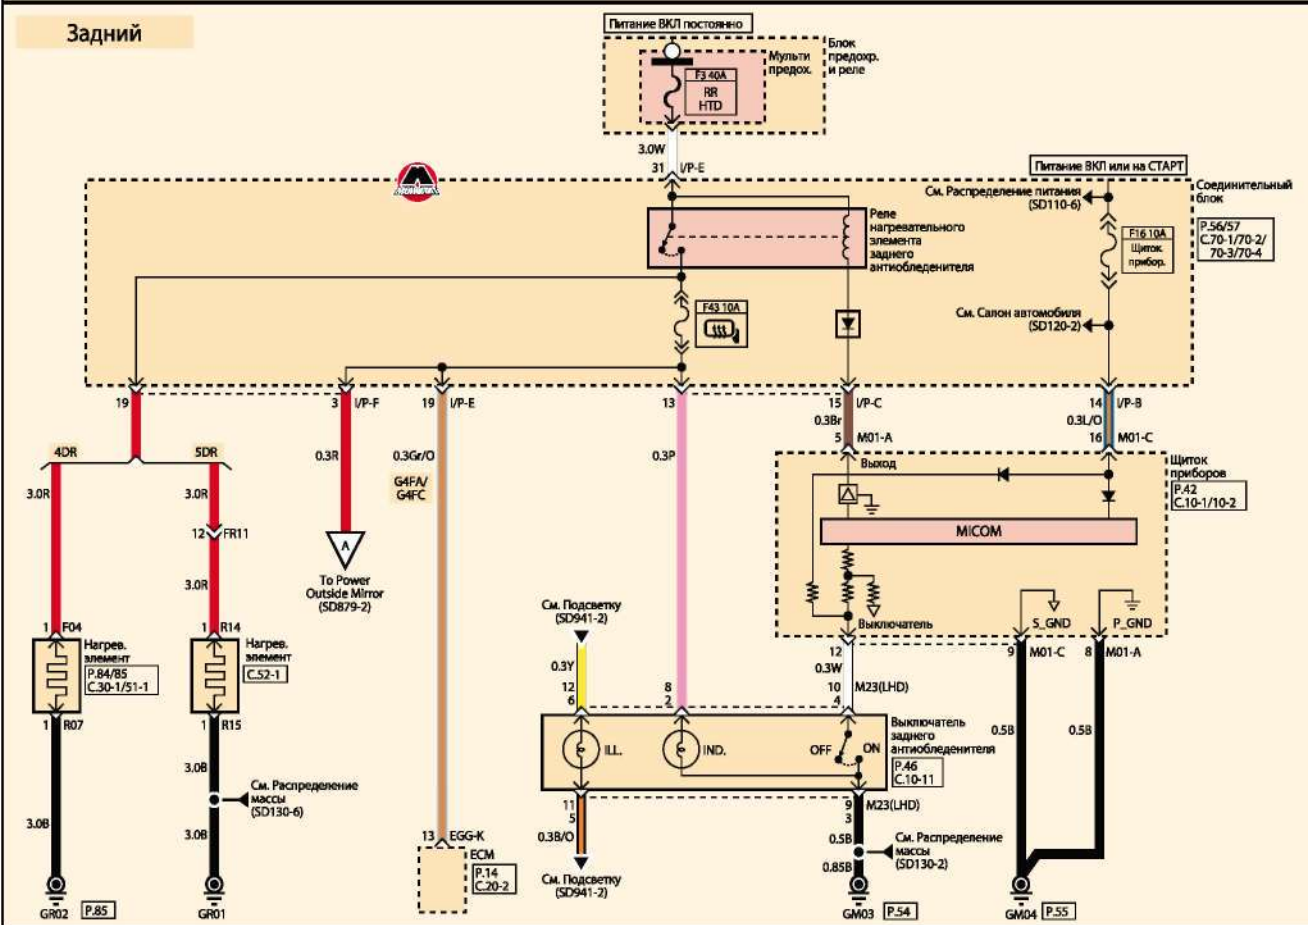 Задний
Питание ВКЛ постоянно
Блок
предохр.
и реле
Мульти
предох.
F3 40A
RR
HTD
3.0W
31
I/P-E
Питание ВКЛ или на СТАРТ
См. Распределение питания
(SD110-6)
Соединительный
блок
P.56/57
C.70-1/70-2/
70-3/70-4
F16 10A
Щиток
прибор.
Реле
нагревательного
элемента
заднего
антиобледенителя
F43 10A
См. Салон автомобиля
(SD120-2)
19
3
I/P-F
19
I/P-E
13
15
I/P-C
14
I/P-B
0.3Br
0.3L/O
5
M01-A
16
M01-C
4DR
5DR
0.3R
0.3Gr/O
0.3P
G4FA/
G4FC
3.0R
3.0R
12
FR11
3.0R
A
To Power
Outside Mirror
(SD879-2)
Выход
Щиток
приборов
P.42
C.10-1/10-2
MICOM
S_GND
P_GND
Выключатель
См. Подсветку
(SD941-2)
1
F04
1
R14
Нагрев.
элемент
P.84/85
C.30-1/51-1
Нагрев.
элемент
C.52-1
12
0.3W
9
M01-C
8
M01-A
0.3Y
12
6
8
2
10
M23(LHD)
4
1
R07
1
R15
ILL.
IND.
OFF
ON
Выключатель
заднего
антиобледенителя
P.46
C.10-11
0.5B
0.5B
3.0B
См. Распределение
массы
(SD130-6)
3.0B
3.0B
11
5
0.3B/O
9
M23(LHD)
3
0.5B
0.85B
См. Распределение
массы
(SD130-2)
13
EGG-K
ECM
P.14
C.20-2
См. Подсветку
(SD941-2)
GR02
P.85
GR01
GM03
P.54
GM04
P.55